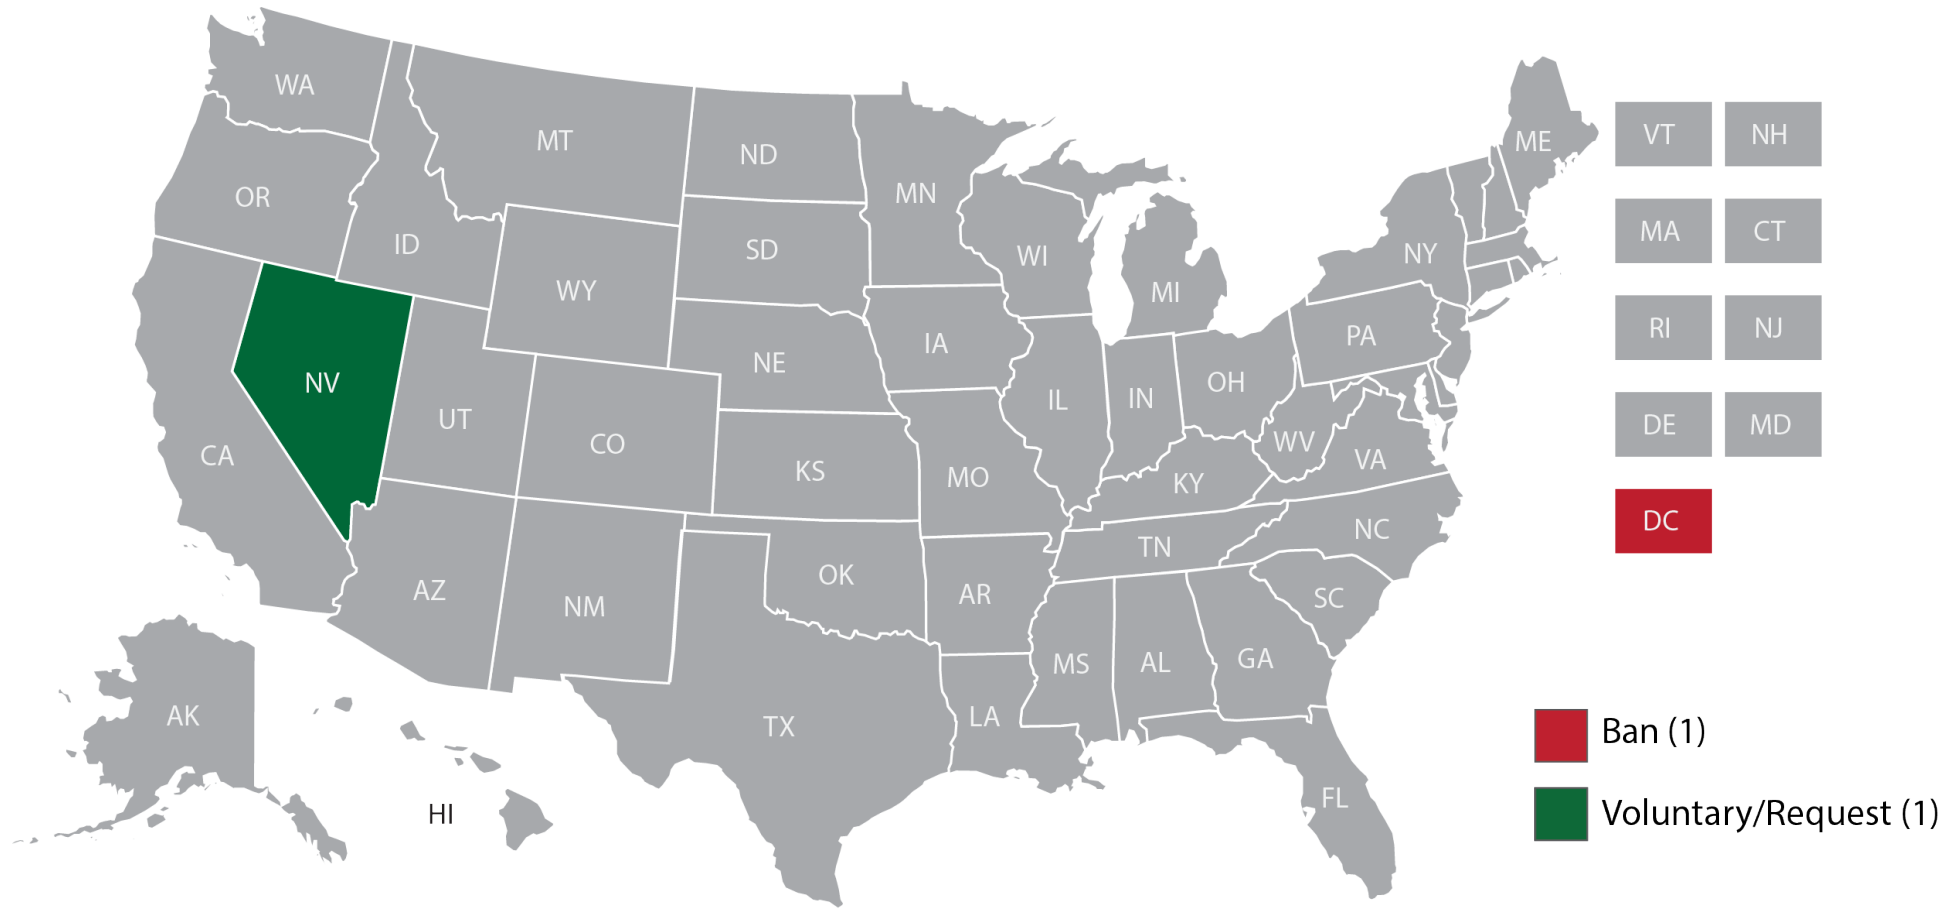 WA
MT
ND
MN
ME
VT
NH
OR
ID
WY
SD
WI
MI
NY
MA
CT
NV
UT
CO
NE
IA
IL
IN
OH
PA
RI
NJ
CA
KS
MO
KY
WV
VA
DE
MD
AZ
NM
OK
AR
TN
NC
SC
DC
TX
LA
MS
AL
GA
FL
AK
HI
Ban (1)
Voluntary/Request (1)